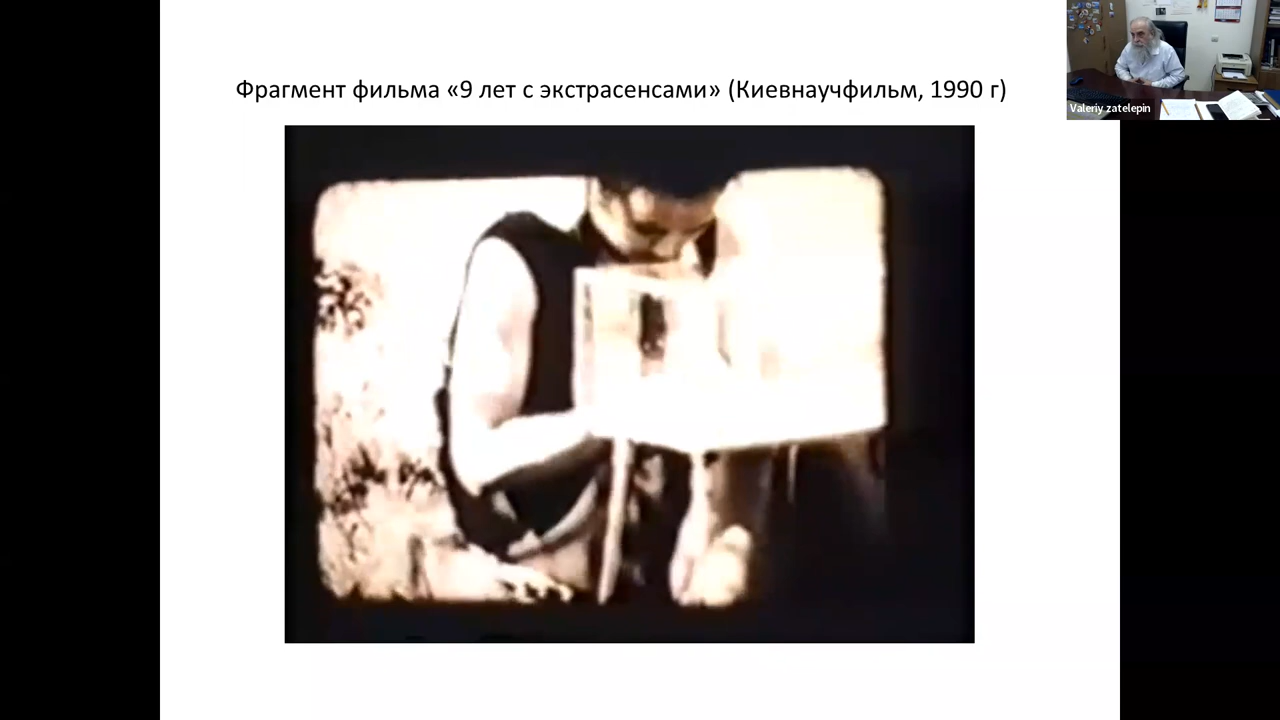 Фрагмент фильма «9 лет с экстрасенсами» (Киевнаучфильм, 1990 г)
Valeriy zatelepin